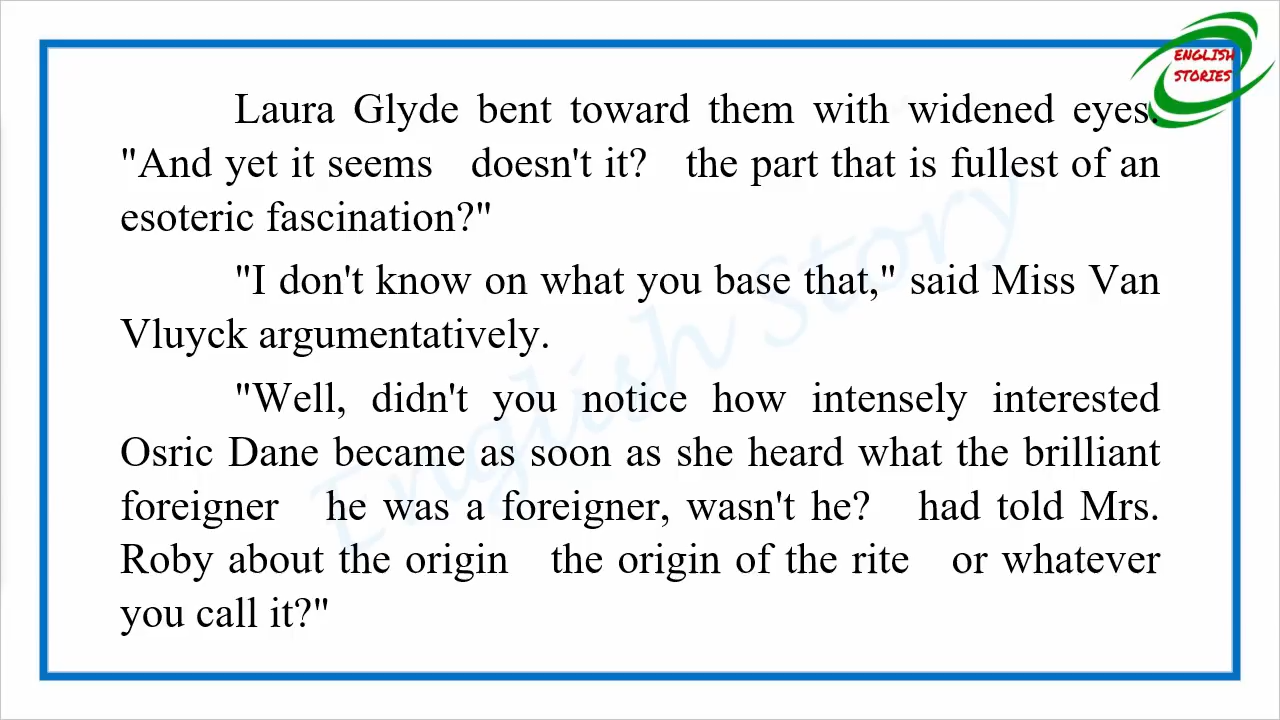 ENGLISH
STORIES
Laura Glyde bent toward them with widened eyes.
"And yet it seems   doesn't it?   the part that is fullest of an
esoteric fascination?"
"I don't know on what you base that," said Miss Van
Vluyck argumentatively.
"Well, didn't you notice how intensely interested
Osric Dane became as soon as she heard what the brilliant
foreigner   he was a foreigner, wasn't he?   had told Mrs.
Roby about the origin   the origin of the rite   or whatever
you call it?"
English Story